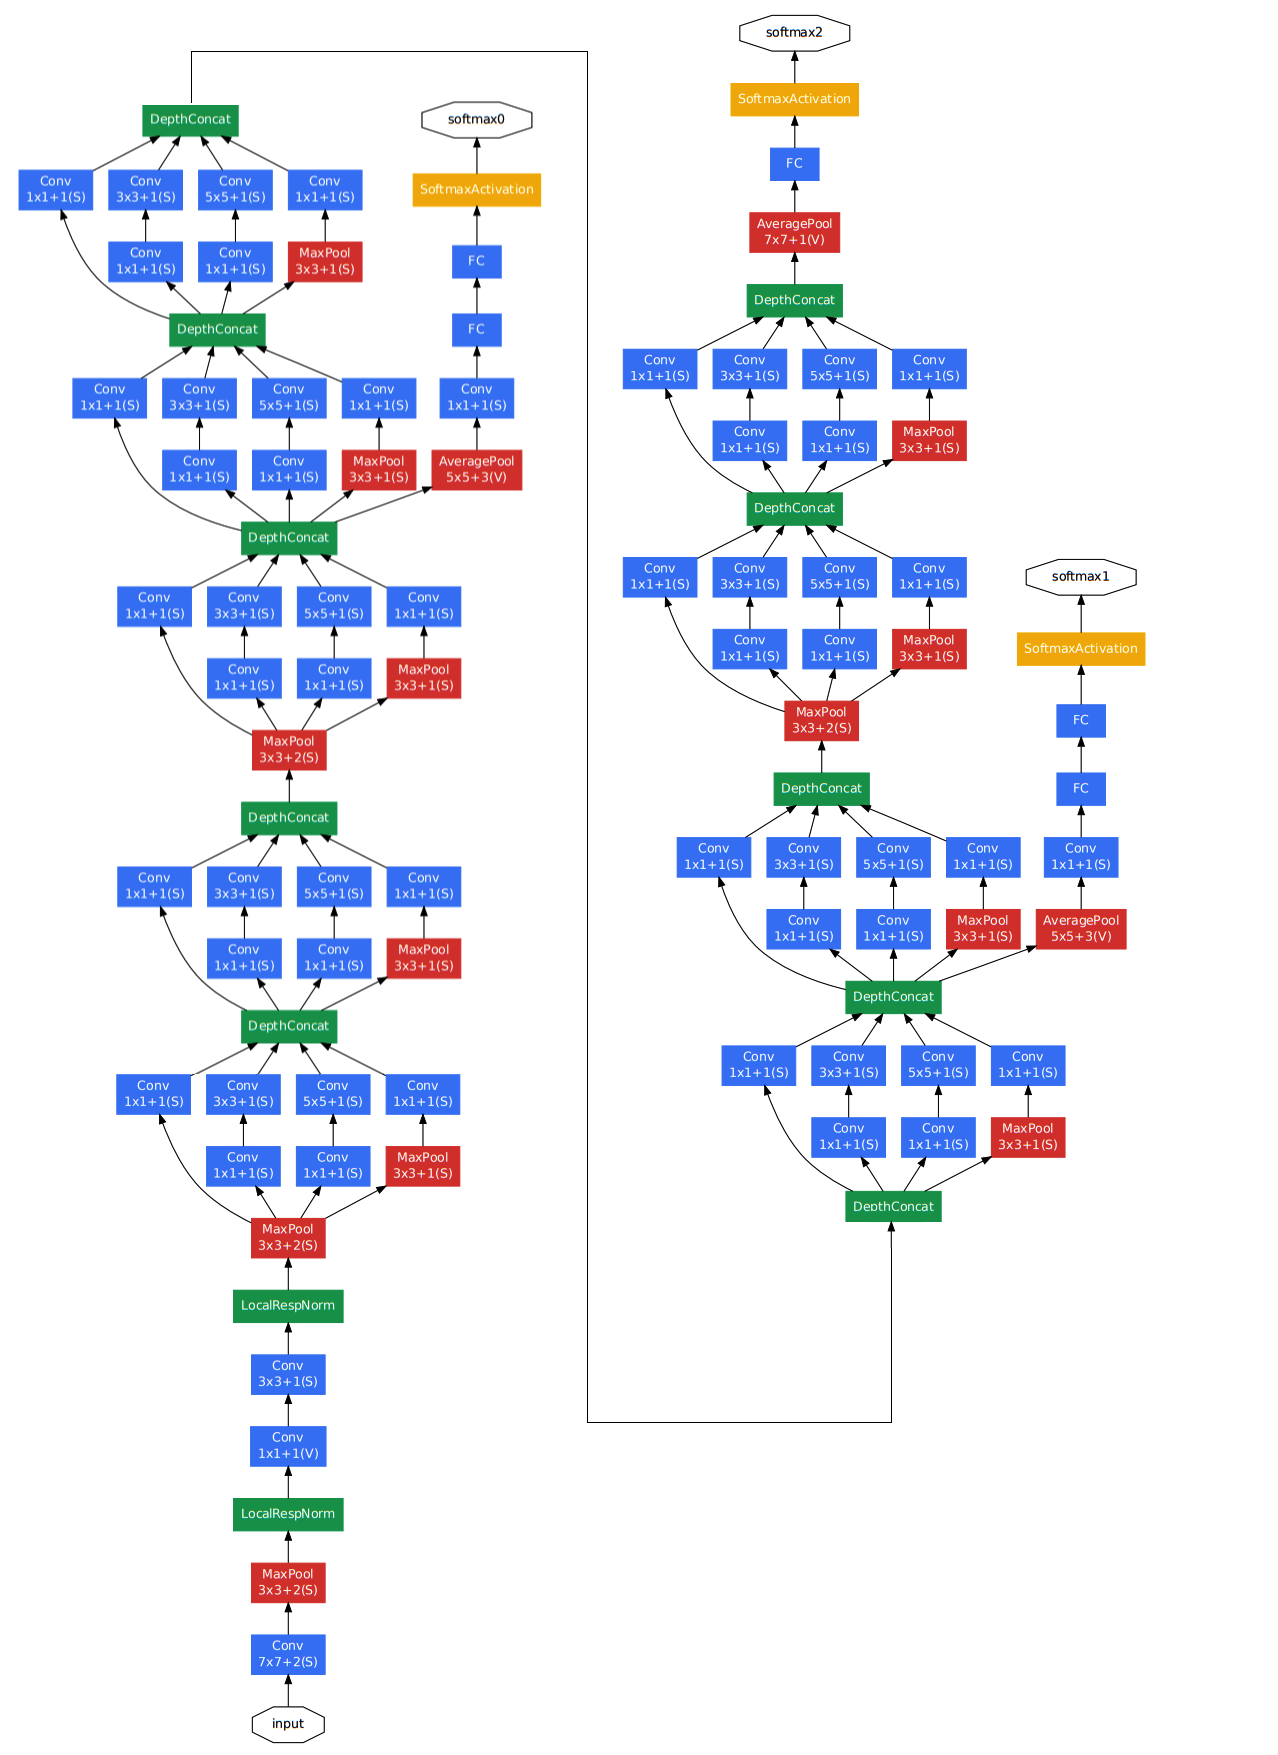 softmax2
SoftmaxActivation
FC
AveragePool
7x7+1(V)
DepthConcat
Conv
1x1+1(S)
Conv
3x3+1(S)
Conv
5x5+1(S)
Conv
1x1+1(S)
Conv
1x1+1(S)
Conv
1x1+1(S)
MaxPool
3x3+1(S)
DepthConcat
Conv
1x1+1(S)
Conv
3x3+1(S)
Conv
5x5+1(S)
Conv
1x1+1(S)
Conv
1x1+1(S)
Conv
1x1+1(S)
MaxPool
3x3+1(S)
MaxPool
3x3+2(S)
DepthConcat
Conv
1x1+1(S)
Conv
3x3+1(S)
Conv
5x5+1(S)
Conv
1x1+1(S)
Conv
1x1+1(S)
Conv
1x1+1(S)
MaxPool
3x3+1(S)
softmax1
SoftmaxActivation
FC
FC
Conv
1x1+1(S)
AveragePool
5x5+3(V)
DepthConcat
Conv
1x1+1(S)
Conv
3x3+1(S)
Conv
5x5+1(S)
Conv
1x1+1(S)
Conv
1x1+1(S)
Conv
1x1+1(S)
MaxPool
3x3+1(S)
DepthConcat
DepthConcat
Conv
1x1+1(S)
Conv
3x3+1(S)
Conv
5x5+1(S)
Conv
1x1+1(S)
Conv
1x1+1(S)
Conv
1x1+1(S)
MaxPool
3x3+1(S)
DepthConcat
Conv
1x1+1(S)
Conv
3x3+1(S)
Conv
5x5+1(S)
Conv
1x1+1(S)
Conv
1x1+1(S)
Conv
1x1+1(S)
MaxPool
3x3+1(S)
softmax0
SoftmaxActivation
FC
FC
Conv
1x1+1(S)
AveragePool
5x5+3(V)
DepthConcat
Conv
1x1+1(S)
Conv
3x3+1(S)
Conv
5x5+1(S)
Conv
1x1+1(S)
Conv
1x1+1(S)
Conv
1x1+1(S)
MaxPool
3x3+1(S)
MaxPool
3x3+2(S)
DepthConcat
Conv
1x1+1(S)
Conv
3x3+1(S)
Conv
5x5+1(S)
Conv
1x1+1(S)
Conv
1x1+1(S)
Conv
1x1+1(S)
MaxPool
3x3+1(S)
DepthConcat
Conv
1x1+1(S)
Conv
3x3+1(S)
Conv
5x5+1(S)
Conv
1x1+1(S)
Conv
1x1+1(S)
Conv
1x1+1(S)
MaxPool
3x3+1(S)
MaxPool
3x3+2(S)
LocalRespNorm
Conv
3x3+1(S)
Conv
1x1+1(V)
LocalRespNorm
MaxPool
3x3+2(S)
Conv
7x7+2(S)
input